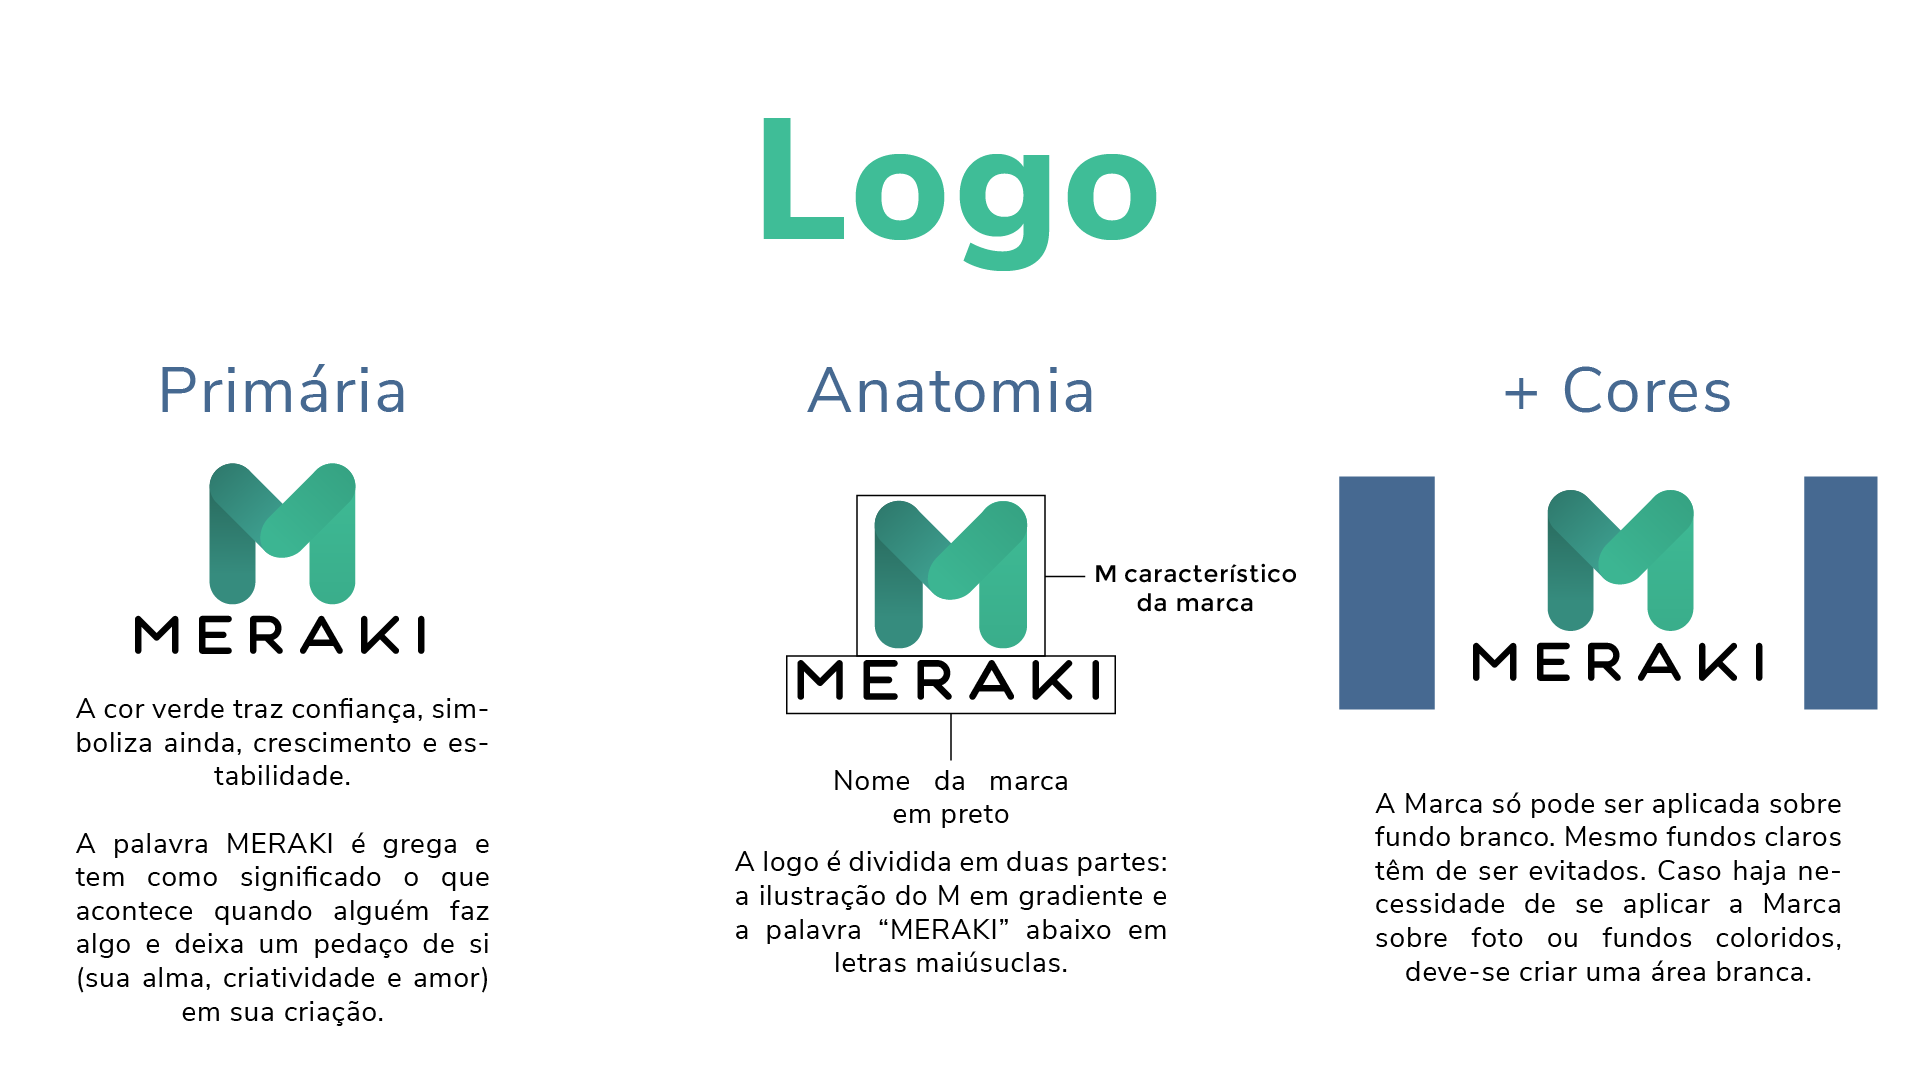 Logo
Primária
MERAKI
A cor verde traz confiança, sim-
boliza ainda, crescimento e es-
tabilidade.
A palavra MERAKI é grega e
tem como significado o que
acontece quando alguém faz
algo e deixa um pedaço de si
(sua alma, criatividade e amor)
em sua criação.
Anatomia
M característico
da marca
MERAKI
Nome da marca
em preto
A logo é dividida em duas partes:
a ilustração do M em gradiente e
a palavra “MERAKI” abaixo em
letras maiúsuclas.
+ Cores
MERAKI
A Marca só pode ser aplicada sobre
fundo branco. Mesmo fundos claros
têm de ser evitados. Caso haja ne-
cessidade de se aplicar a Marca
sobre foto ou fundos coloridos,
deve-se criar uma área branca.